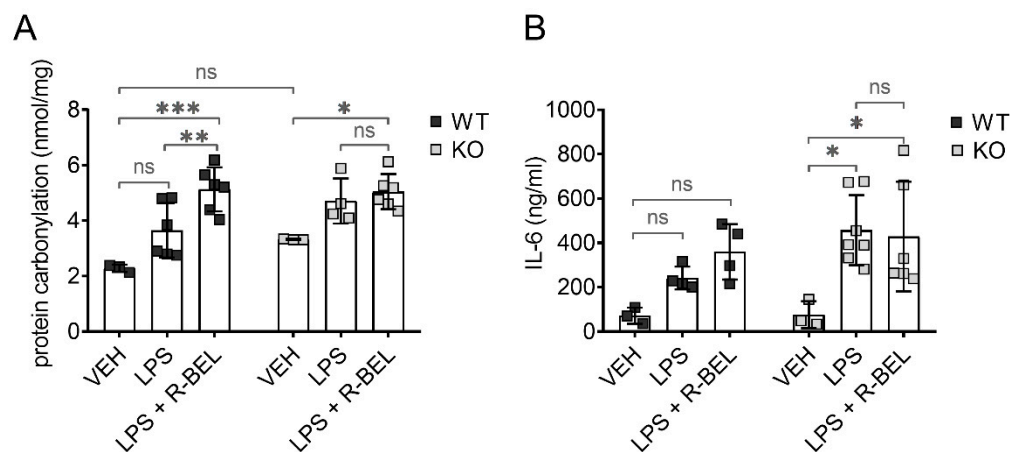 A
protein carbonylation (nmol/mg)
8
6
4
2
0
ns
***
**
ns
*
ns
WT
KO
VEH
LPS
LPS + R-BEL
VEH
LPS
LPS + R-BEL
B
IL-6 (ng/ml)
1000
800
600
400
200
0
ns
ns
ns
*
*
WT
KO
VEH
LPS
LPS + R-BEL
VEH
LPS
LPS + R-BEL